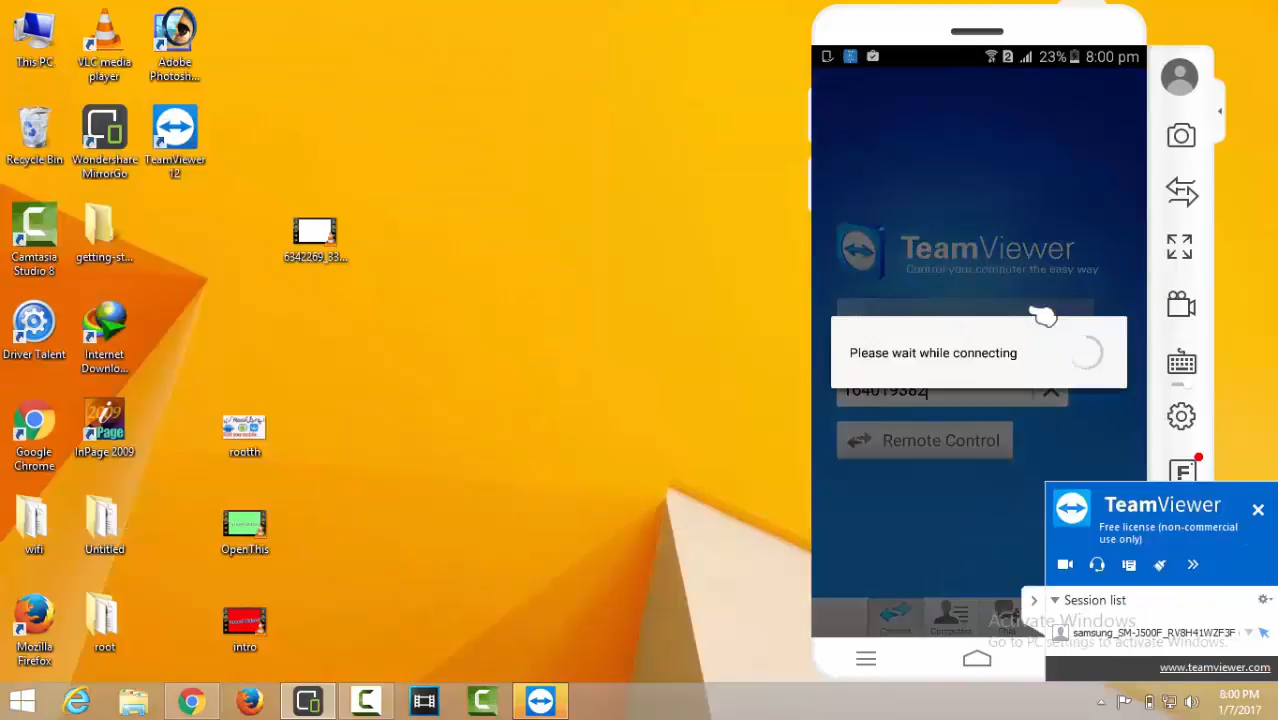 This PC
VLC media
player
Adobe
Photosh...
Recycle Bin
Wondershare
MirrorGo
TeamViewer
12
Camtasia
Studio 8
getting-st...
6342269_33...
Driver Talent
Internet
Downlo...
Google
Chrome
InPage 2009
rootth
wifi
Untitled
OpenThis
Mozilla
Firefox
root
intro
23% 8:00 pm
TeamViewer
Control your computer the easy way
Please wait while connecting
164019382
Remote Control
Connect
Computers
TeamViewer
Free license (non-commercial
use only)
Session list
samsung_SM-J500F_RV8H41WZF3F
Activate Windows
Go to PC settings to activate Windows.
www.teamviewer.com
8:00 PM
1/7/2017